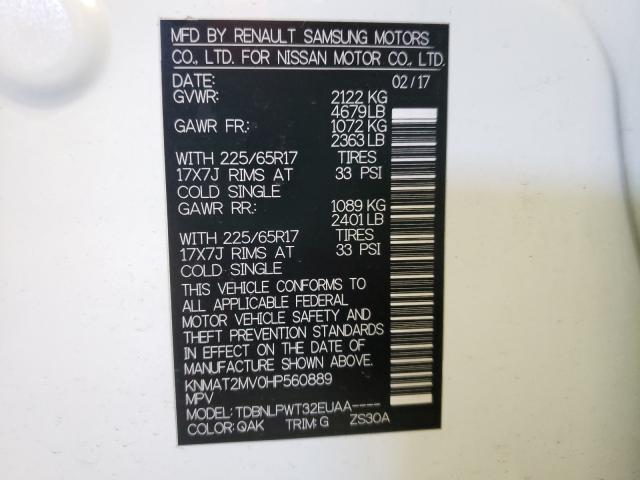 MFD BY RENAULT SAMSUNG MOTORS
CO., LTD. FOR NISSAN MOTOR CO., LTD.
DATE: 02/17
GVWR: 2122 KG
4679LB
GAWR FR: 1072 KG
2363 LB
WITH 225/65R17 TIRES
17X7J RIMS AT 33 PSI
COLD SINGLE
GAWR RR: 1089 KG
2401 LB
WITH 225/65R17 TIRES
17X7J RIMS AT 33 PSI
COLD SINGLE
THIS VEHICLE CONFORMS TO
ALL APPLICABLE FEDERAL
MOTOR VEHICLE SAFETY AND
THEFT PREVENTION STANDARDS
IN EFFECT ON THE DATE OF
MANUFACTURE SHOWN ABOVE.
KNMAT2MV0HP560889
MPV
MODEL: TDBNLPWT32EUAA----
COLOR: QAK TRIM: G ZS30A